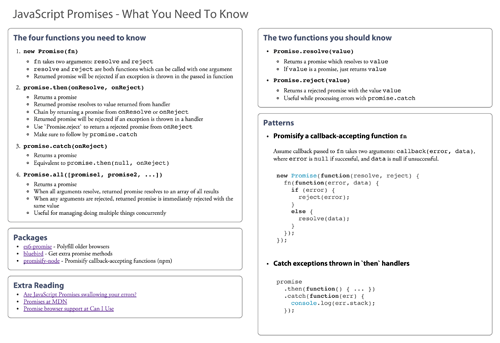 JavaScript Promises - What You Need To Know
The four functions you need to know
1. new Promise(fn)
fn takes two arguments: resolve and reject
resolve and reject are both functions which can be called with one argument
Returned promise will be rejected if an exception is thrown in the passed in function
2. promise.then(onResolve, onReject)
Returns a promise
Returned promise resolves to value returned from handler
Chain by returning a promise from onResolve or onReject
Returned promise will be rejected if an exception is thrown in a handler
Use `Promise.reject` to return a rejected promise from onReject
Make sure to follow by promise.catch
3. promise.catch(onReject)
Returns a promise
Equivalent to promise.then(null, onReject)
4. Promise.all([promise1, promise2, ...])
Returns a promise
When all arguments resolve, returned promise resolves to an array of all results
When any arguments are rejected, returned promise is immediately rejected with the
same value
Useful for managing doing multiple things concurrently
Packages
es6-promise - Polyfill older browsers
bluebird - Get extra promise methods
promisify-node - Promisify callback-accepting functions (npm)
Extra Reading
Are JavaScript Promises swallowing your errors?
Promises at MDN
Promise browser support at Can I Use
The two functions you should know
Promise.resolve(value)
Returns a promise which resolves to value
If value is a promise, just returns value
Promise.reject(value)
Returns a rejected promise with the value value
Useful while processing errors with promise.catch
Patterns
Promisify a callback-accepting function fn
Assume callback passed to fn takes two arguments: callback(error, data),
where error is null if successful, and data is null if unsuccessful.
new Promise(function(resolve, reject) {
fn(function(error, data) {
if (error) {
reject(error);
}
else {
resolve(data);
}
});
});
Catch exceptions thrown in `then` handlers
promise
.then(function() { ... })
.catch(function(err) {
console.log(err.stack);
});